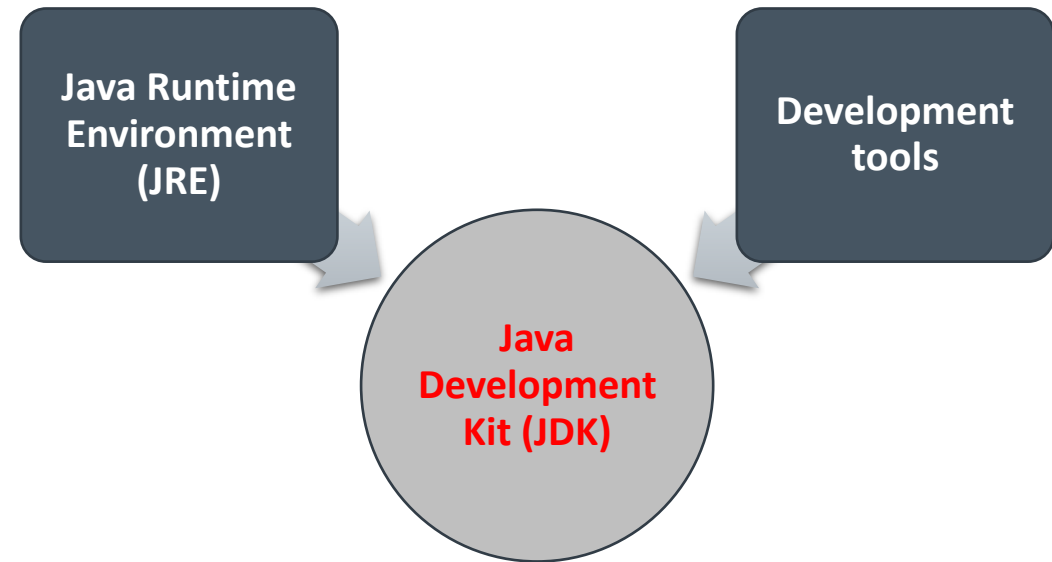 Java Runtime
Environment
(JRE)
Development
tools
Java
Development
Kit (JDK)